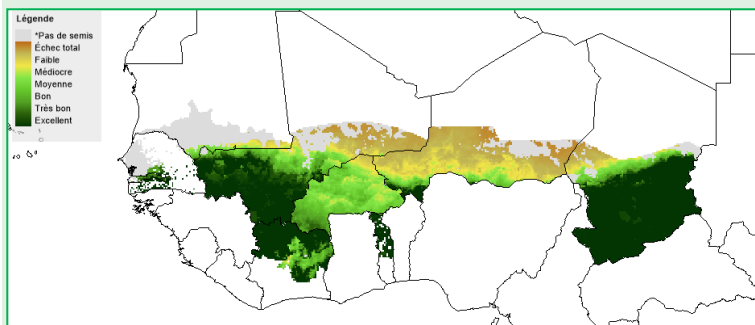 Légende
*Pas de semis
Échec total
Faible
Médiocre
Moyenne
Bon
Très bon
Excellent